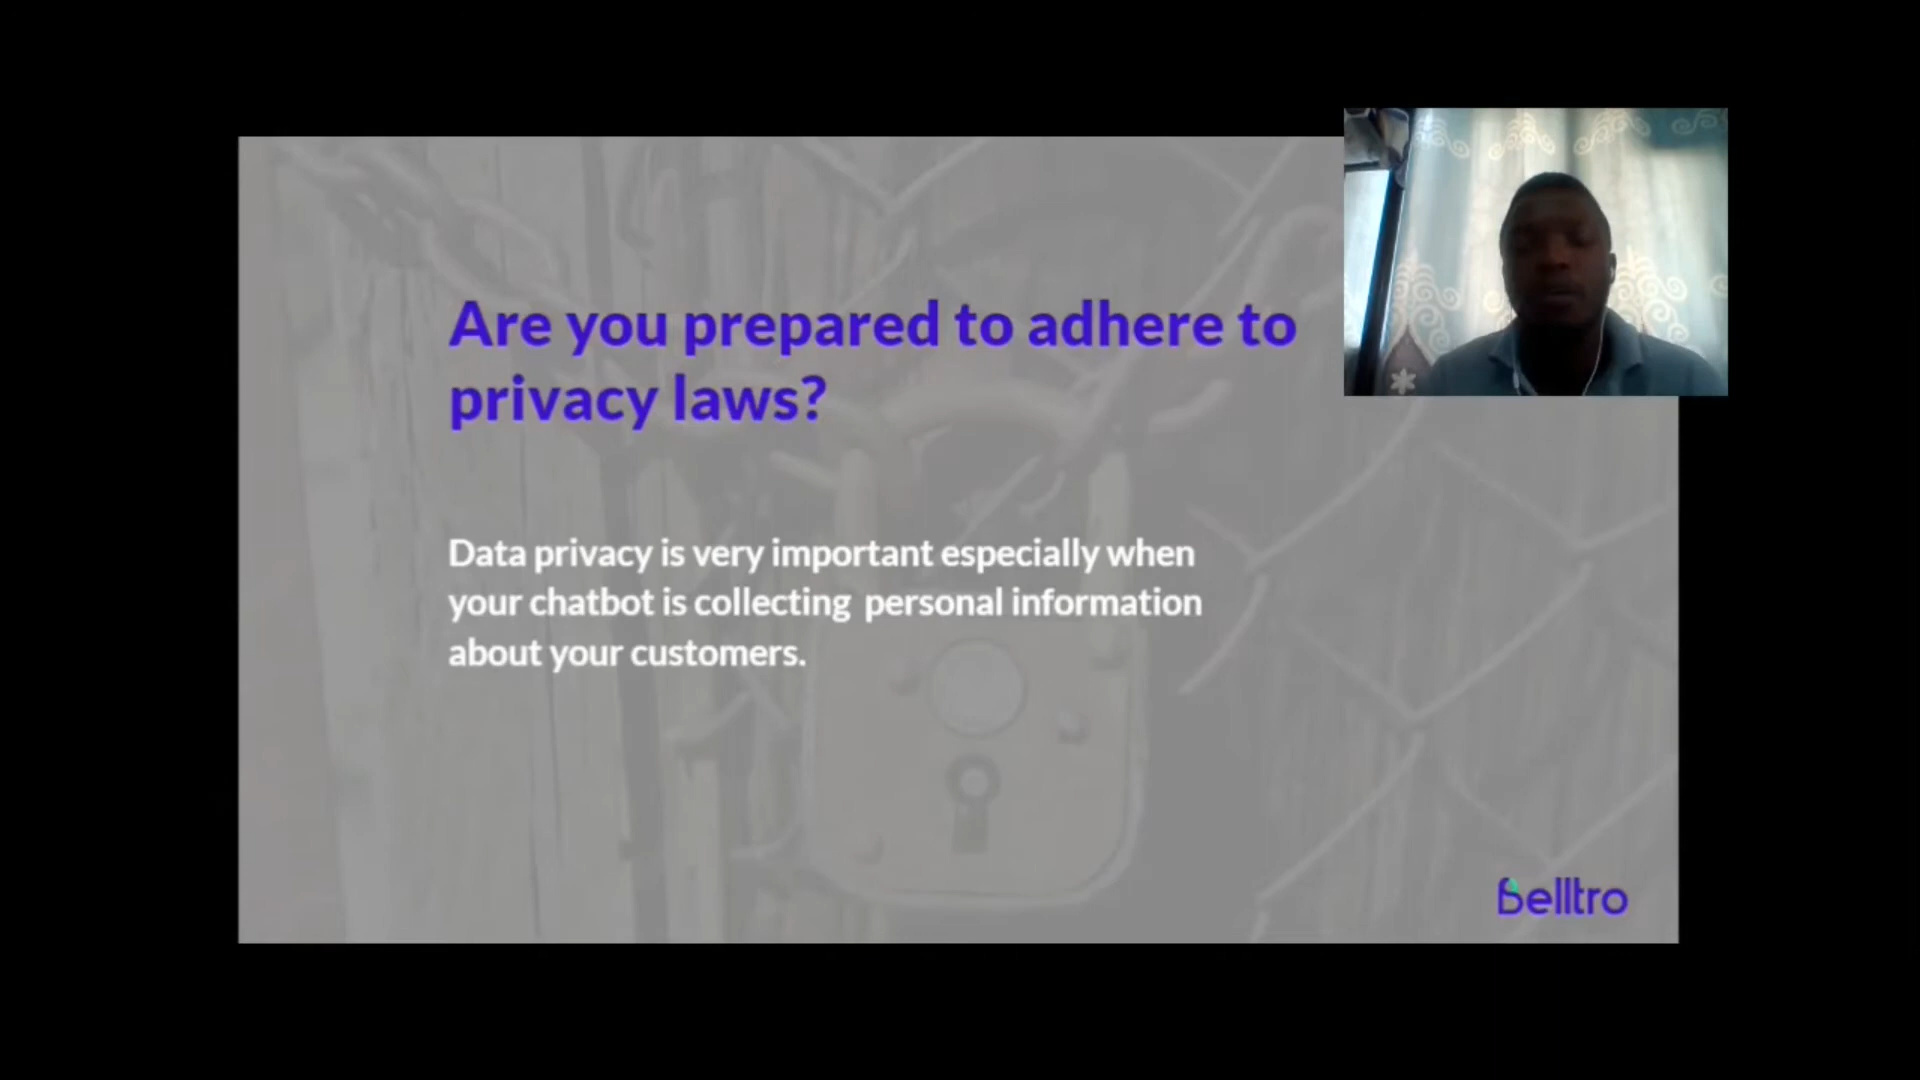 Are you prepared to adhere to
privacy laws?
Data privacy is very important especially when
your chatbot is collecting personal information
about your customers.
Belltro